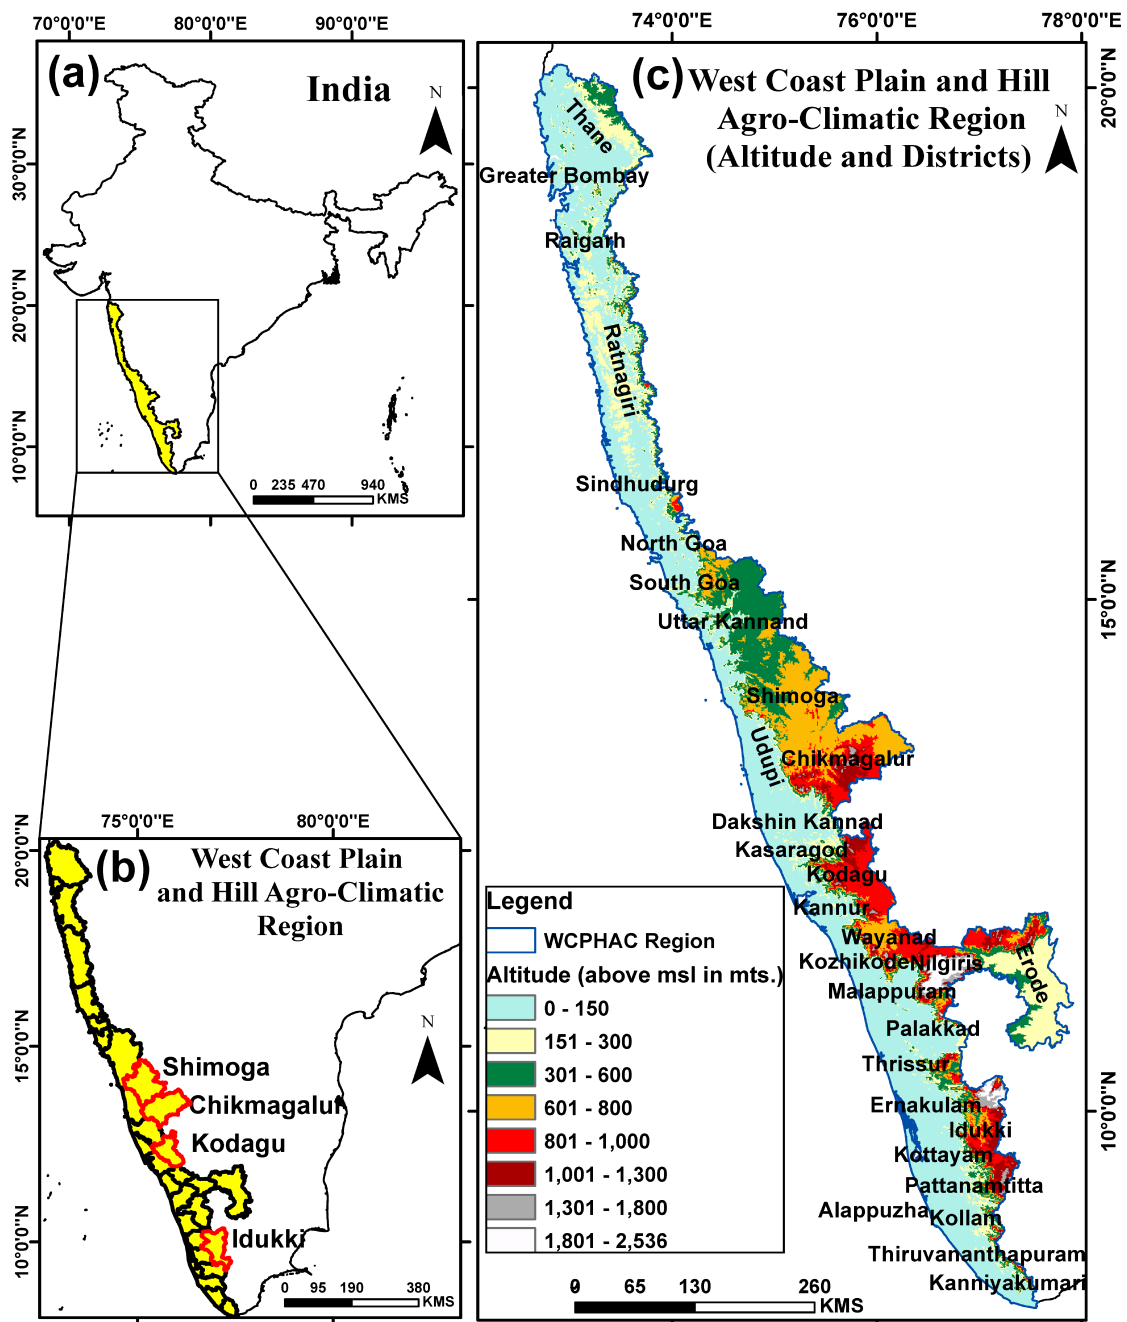 70°0'0"E 80°0'0"E 90°0'0"E
(a)
India
N
30°0'0"N
20°0'0"N
10°0'0"N
0 235 470 940
KMS
75°0'0"E 80°0'0"E
(b)
West Coast Plain
and Hill Agro-Climatic
Region
N
20°0'0"N
15°0'0"N
10°0'0"N
Shimoga
Chikmagalur
Kodagu
Idukki
0 95 190 380
KMS
74°0'0"E 76°0'0"E 78°0'0"E
(c)
West Coast Plain and Hill
Agro-Climatic Region
(Altitude and Districts)
N
20°0'0"N
15°0'0"N
10°0'0"N
Thane
Greater Bombay
Raigarh
Ratnagiri
Sindhudurg
North Goa
South Goa
Uttar Kannand
Shimoga
Udupi
Chikmagalur
Dakshin Kannad
Kasaragod
Kodagu
Kannur
Wayanad
Kozhikode
Nilgiris
Erode
Malappuram
Palakkad
Thrissur
Ernakulam
Idukki
Kottayam
Pattanamtitta
Alappuzha
Kollam
Thiruvananthapuram
Kanniyakumari
Legend
WCPHAC Region
Altitude (above msl in mts.)
0 - 150
151 - 300
301 - 600
601 - 800
801 - 1,000
1,001 - 1,300
1,301 - 1,800
1,801 - 2,536
0 65 130 260
KMS